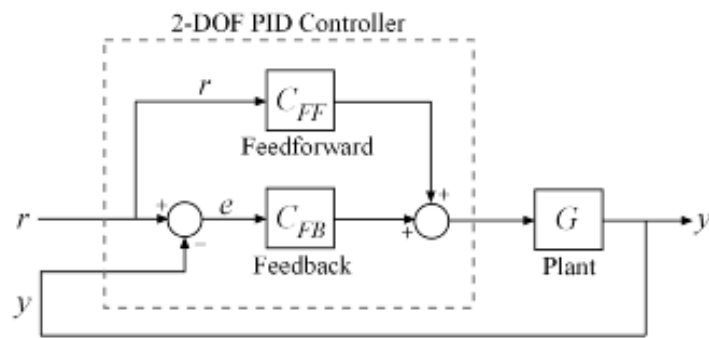 2-DOF PID Controller
r
C_FF
Feedforward
+
+
r
+
e
C_FB
+
G
y
−
Feedback
Plant
y